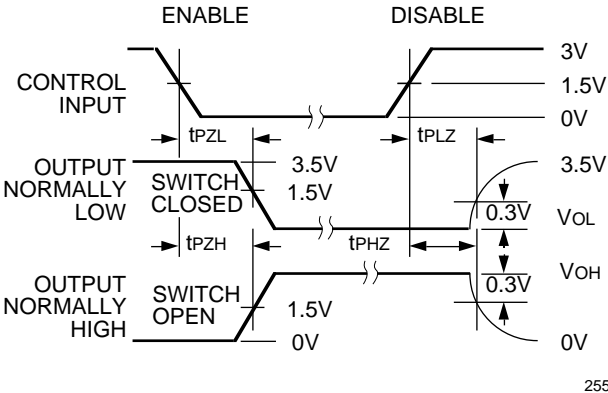 ENABLE DISABLE
CONTROL
INPUT
3V
1.5V
0V
tPZL
tPLZ
OUTPUT
NORMALLY
LOW
SWITCH
CLOSED
3.5V
1.5V
3.5V
0.3V
VOL
tPZH
tPHZ
OUTPUT
NORMALLY
HIGH
SWITCH
OPEN
1.5V
0V
VOH
0.3V
0V
255